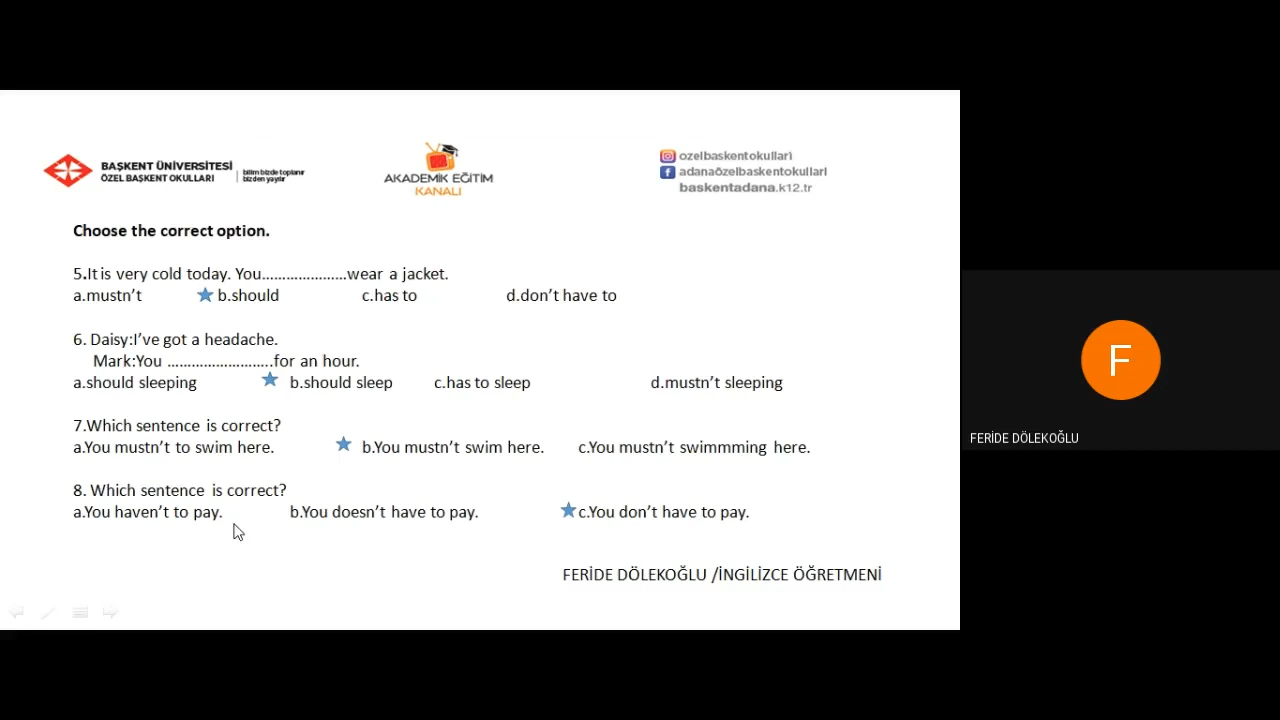 BAŞKENT ÜNİVERSİTESİ
ÖZEL BAŞKENT OKULLARI
bilim bizde toplanır
bizden yayılır
AKADEMİK EĞİTİM
KANALI
ozelbaskentokullari
adanaözelbaskentokullari
baskentadana.k12.tr
Choose the correct option.
5.It is very cold today. You…………………wear a jacket.
a.mustn't b.should c.has to d.don't have to
6. Daisy:I've got a headache.
Mark:You ……………………..for an hour.
a.should sleeping b.should sleep c.has to sleep d.mustn't sleeping
7.Which sentence is correct?
a.You mustn't to swim here. b.You mustn't swim here. c.You mustn't swimmming here.
8. Which sentence is correct?
a.You haven't to pay. b.You doesn't have to pay. c.You don't have to pay.
FERİDE DÖLEKOĞLU /İNGİLİZCE ÖĞRETMENİ
F
FERİDE DÖLEKOĞLU